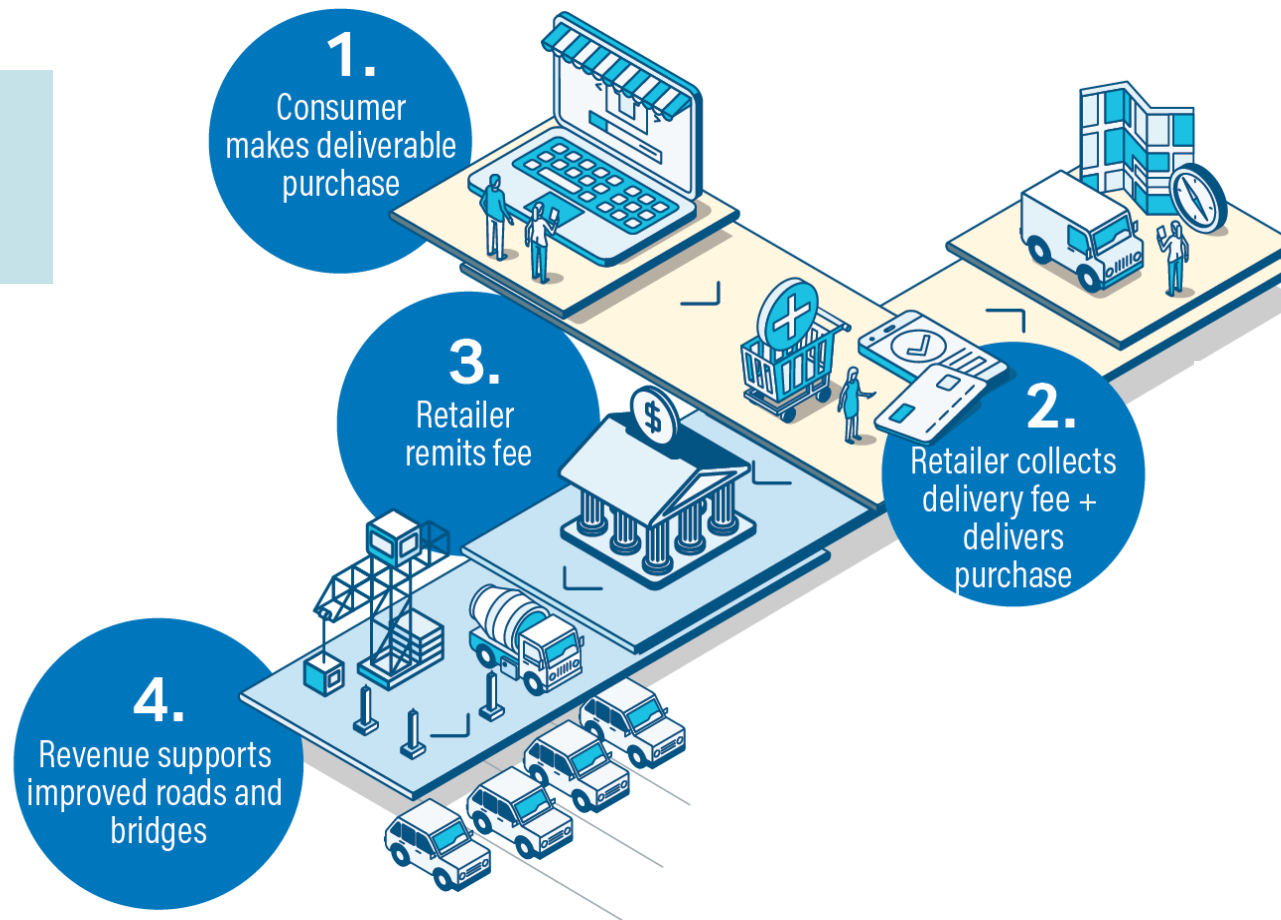 1.
Consumer
makes deliverable
purchase
2.
Retailer collects
delivery fee +
delivers
purchase
3.
Retailer
remits fee
$
4.
Revenue supports
improved roads and
bridges